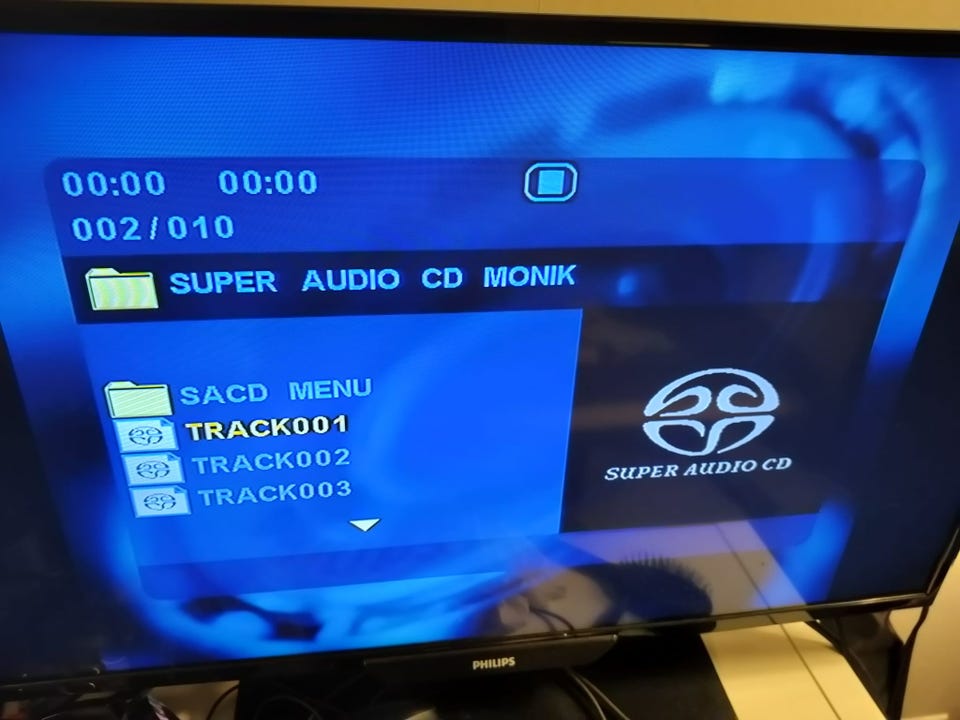 00:00 00:00
002/010
SUPER AUDIO CD MONIK
SACD MENU
TRACK001
TRACK002
TRACK003
SUPER AUDIO CD
PHILIPS